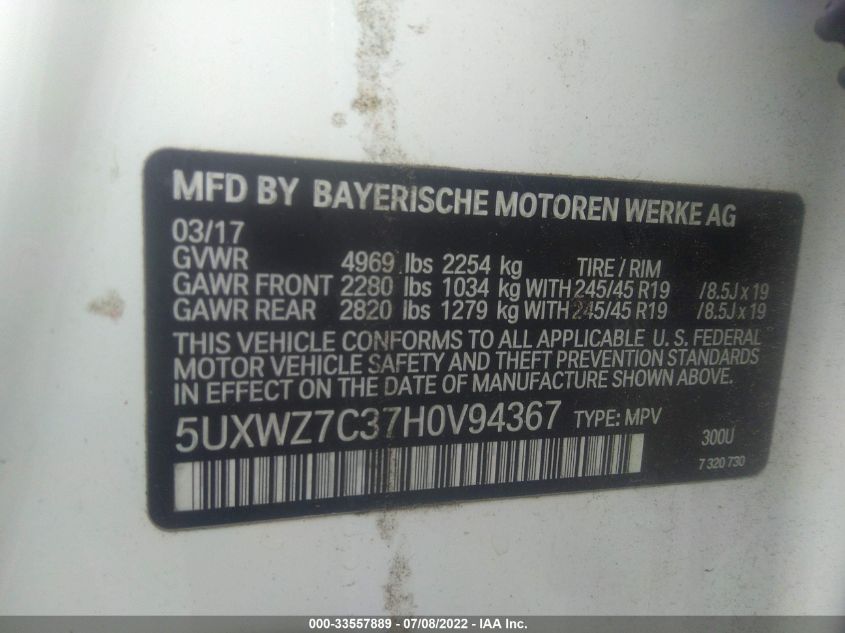 MFD BY BAYERISCHE MOTOREN WERKE AG
03/17
GVWR 4969 lbs 2254 kg TIRE / RIM
GAWR FRONT 2280 lbs 1034 kg WITH 245/45 R19 / 8.5J x 19
GAWR REAR 2820 lbs 1279 kg WITH 245/45 R19 / 8.5J x 19
THIS VEHICLE CONFORMS TO ALL APPLICABLE U. S. FEDERAL
MOTOR VEHICLE SAFETY AND THEFT PREVENTION STANDARDS
IN EFFECT ON THE DATE OF MANUFACTURE SHOWN ABOVE.
5UXWZ7C37H0V94367 TYPE: MPV
300U
7 320 730
000-33557889 - 07/08/2022 - IAA Inc.